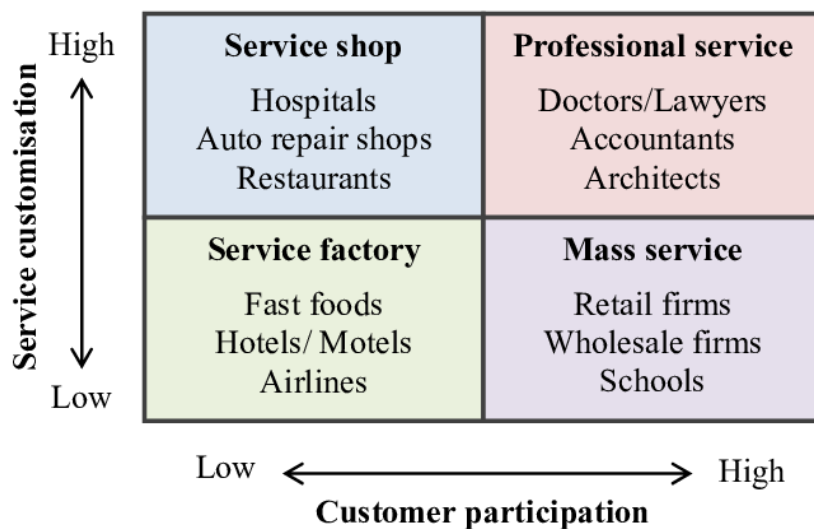 High
Service customisation
Low
Service shop
Hospitals
Auto repair shops
Restaurants
Professional service
Doctors/Lawyers
Accountants
Architects
Service factory
Fast foods
Hotels/ Motels
Airlines
Mass service
Retail firms
Wholesale firms
Schools
Low
High
Customer participation